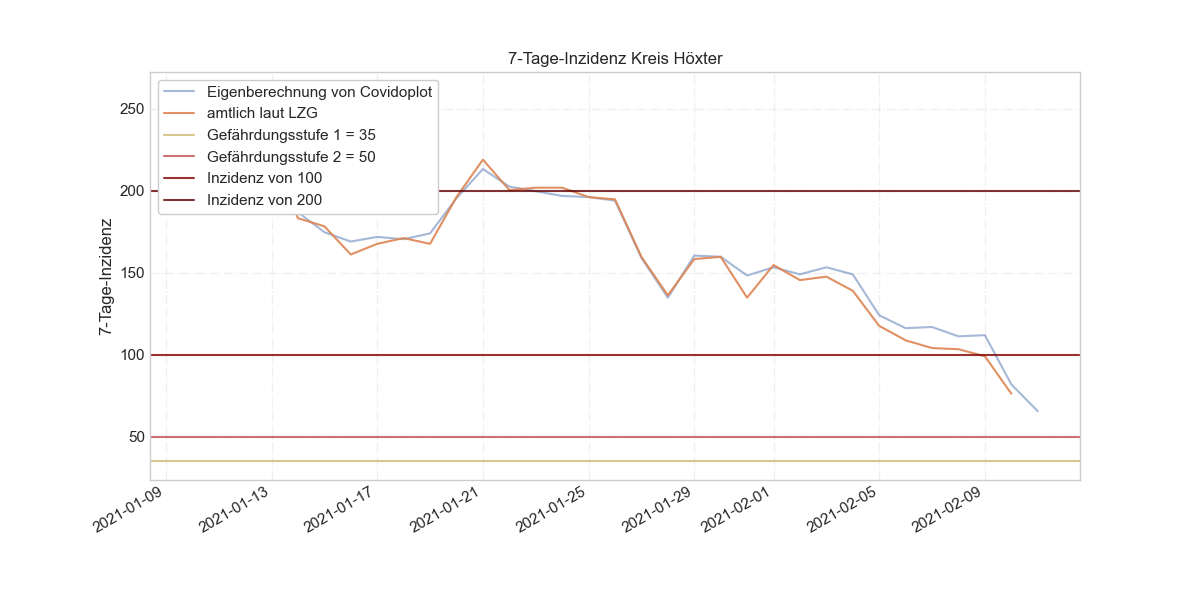 7-Tage-Inzidenz Kreis Höxter
Eigenberechnung von Covidoplot
amtlich laut LZG
Gefährdungsstufe 1 = 35
Gefährdungsstufe 2 = 50
Inzidenz von 100
Inzidenz von 200
7-Tage-Inzidenz
250
200
150
100
50
2021-01-09
2021-01-13
2021-01-17
2021-01-21
2021-01-25
2021-01-29
2021-02-01
2021-02-05
2021-02-09